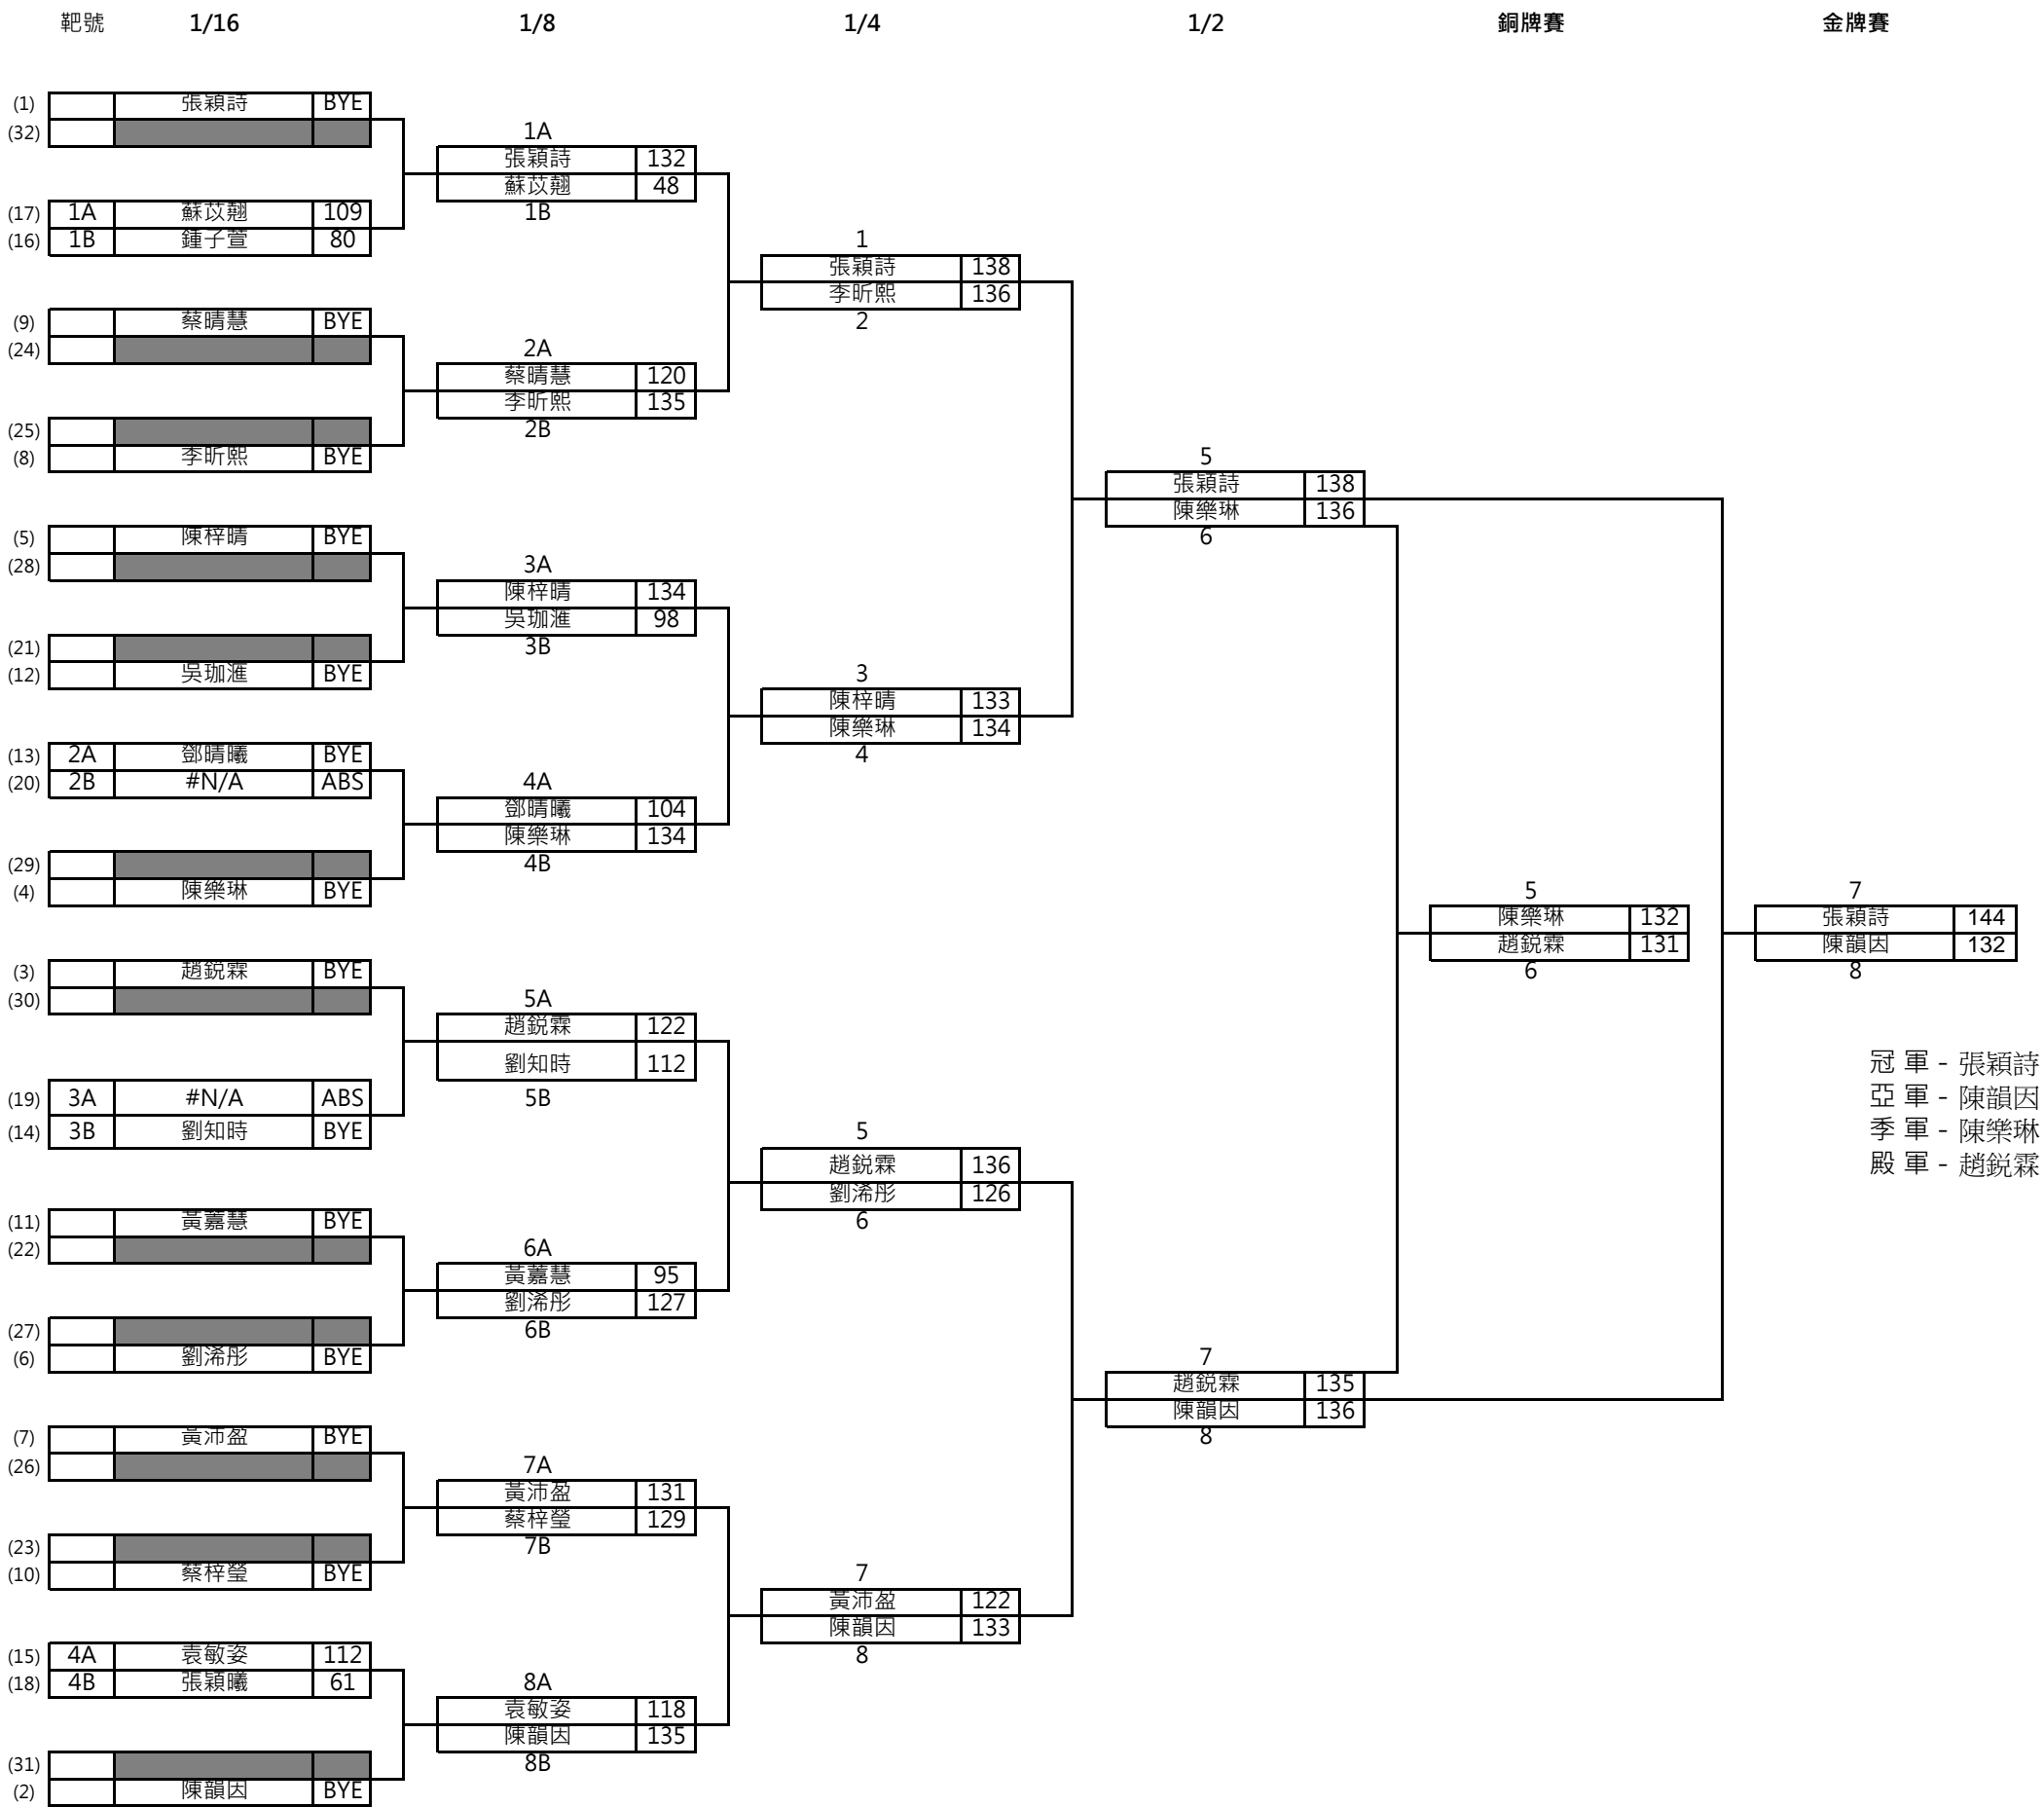 靶號 1/16 1/8 1/4 1/2 銅牌賽 金牌賽
(1) 張穎詩 BYE
(32)
1A
張穎詩 132
蘇苡翹 48
1B
(17) 1A 蘇苡翹 109
(16) 1B 鍾子萱 80
1
張穎詩 138
李昕熙 136
2
(9) 蔡晴慧 BYE
(24)
2A
蔡晴慧 120
李昕熙 135
2B
(25)
(8) 李昕熙 BYE
5
張穎詩 138
陳樂琳 136
6
(5) 陳梓晴 BYE
(28)
3A
陳梓晴 134
吳珈滙 98
3B
(21)
(12) 吳珈滙 BYE
3
陳梓晴 133
陳樂琳 134
4
(13) 2A 鄧晴曦 BYE
(20) 2B #N/A ABS
4A
鄧晴曦 104
陳樂琳 134
4B
(29)
(4) 陳樂琳 BYE
5
陳樂琳 132
趙鋭霖 131
6
7
張穎詩 144
陳韻因 132
8
(3) 趙鋭霖 BYE
(30)
5A
趙鋭霖 122
劉知時 112
5B
冠 軍 - 張穎詩
亞 軍 - 陳韻因
季 軍 - 陳樂琳
殿 軍 - 趙鋭霖
(19) 3A #N/A ABS
(14) 3B 劉知時 BYE
5
趙鋭霖 136
劉浠彤 126
6
(11) 黃蕎慧 BYE
(22)
6A
黃蕎慧 95
劉浠彤 127
6B
(27)
(6) 劉浠彤 BYE
7
趙鋭霖 135
陳韻因 136
8
(7) 黃沛盈 BYE
(26)
7A
黃沛盈 131
蔡梓瑩 129
7B
(23)
(10) 蔡梓瑩 BYE
7
黃沛盈 122
陳韻因 133
8
(15) 4A 袁敏姿 112
(18) 4B 張穎曦 61
8A
袁敏姿 118
陳韻因 135
8B
(31)
(2) 陳韻因 BYE